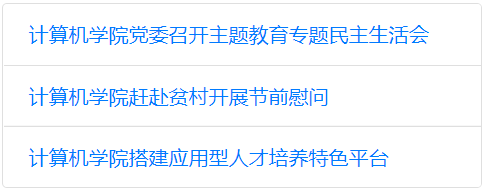 计算机学院党委召开主题教育专题民主生活会
计算机学院赶赴贫村开展节前慰问
计算机学院搭建应用型人才培养特色平台